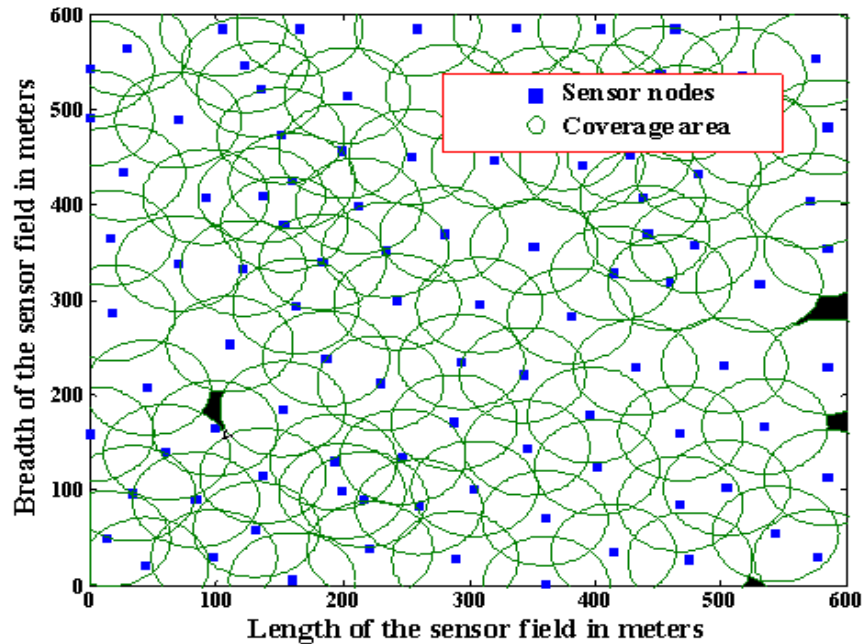 600
500
400
300
200
100
0
Breadth of the sensor field in meters
Sensor nodes
Coverage area
0 100 200 300 400 500 600
Length of the sensor field in meters